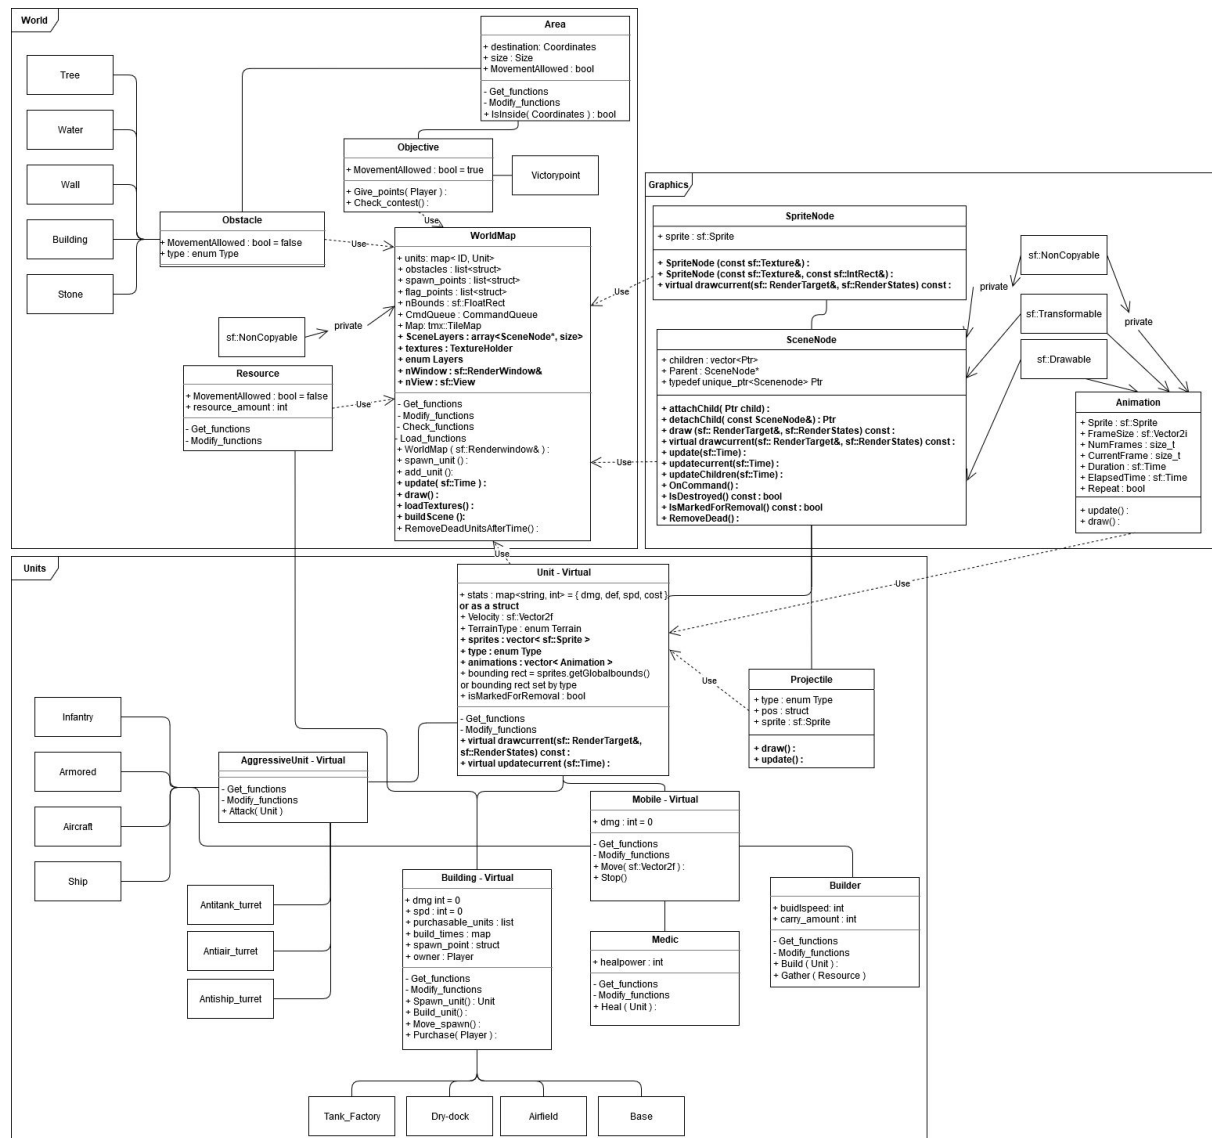 World
Area
+ destination: Coordinates
+ size : Size
+ MovementAllowed : bool
- Get_functions
- Modify_functions
+ IsInside( Coordinates ) : bool
Tree
Water
Wall
Building
Stone
Objective
+ MovementAllowed : bool = true
+ Give_points( Player ) :
+ Check_contest() :
Victorypoint
Use
Obstacle
+ MovementAllowed : bool = false
+ type : enum Type
Use
WorldMap
+ units: map< ID, Unit>
+ obstacles : list<struct>
+ spawn_points : list<struct>
+ flag_points : list<struct>
+ nBounds : sf::FloatRect
+ CmdQueue : CommandQueue
+ Map: tmx::TileMap
+ SceneLayers : array<SceneNode*, size>
+ textures : TextureHolder
+ enum Layers
+ nWindow : sf::RenderWindow&
+ nView : sf::View
- Get_functions
- Modify_functions
- Check_functions
- Load_functions
+ WorldMap ( sf::Renderwindow& ) :
+ spawn_unit () :
+ add_unit () :
+ update( sf::Time ) :
+ draw() :
+ loadTextures() :
+ buildScene () :
+ RemoveDeadUnitsAfterTime() :
sf::NonCopyable
private
Resource
+ MovementAllowed : bool = false
+ resource_amount : int
- Get_functions
- Modify_functions
Use
Graphics
SpriteNode
+ sprite : sf::Sprite
+ SpriteNode (const sf::Texture&) :
+ SpriteNode (const sf::Texture&, const sf::IntRect&) :
+ virtual drawcurrent(sf:: RenderTarget&, sf::RenderStates) const :
Use
SceneNode
+ children : vector<Ptr>
+ Parent : SceneNode*
+ typedef unique_ptr<Scenenode> Ptr
+ attachChild( Ptr child) :
+ detachChild( const SceneNode&) : Ptr
+ draw (sf:: RenderTarget&, sf::RenderStates) const :
+ virtual drawcurrent(sf:: RenderTarget&, sf::RenderStates) const :
+ update(sf::Time) :
+ updatecurrent(sf::Time) :
+ updateChildren(sf::Time) :
+ OnCommand() :
+ IsDestroyed() const : bool
+ IsMarkedForRemoval() const : bool
+ RemoveDead() :
Use
sf::NonCopyable
private
sf::Transformable
private
sf::Drawable
Animation
+ Sprite : sf::Sprite
+ FrameSize : sf::Vector2i
+ NumFrames : size_t
+ CurrentFrame : size_t
+ Duration : sf::Time
+ ElapsedTime : sf::Time
+ Repeat : bool
+ update() :
+ draw() :
Use
Units
Use
Unit - Virtual
+ stats : map<string, int> = { dmg, def, spd, cost }
or as a struct
+ Velocity : sf::Vector2f
+ TerrainType : enum Terrain
+ sprites : vector< sf::Sprite >
+ type : enum Type
+ animations : vector< Animation >
+ bounding rect = sprites.getGlobalbounds()
or bounding rect set by type
+ isMarkedForRemoval : bool
- Get_functions
- Modify_functions
+ virtual drawcurrent(sf:: RenderTarget&,
sf::RenderStates) const :
+ virtual updatecurrent (sf::Time) :
Use
Projectile
+ type : enum Type
+ pos : struct
+ sprite : sf::Sprite
+ draw() :
+ update() :
Infantry
Armored
Aircraft
Ship
AggressiveUnit - Virtual
- Get_functions
- Modify_functions
+ Attack( Unit )
Antitank_turret
Antiair_turret
Antiship_turret
Mobile - Virtual
+ dmg : int = 0
- Get_functions
- Modify_functions
+ Move( sf::Vector2f ) :
+ Stop()
Building - Virtual
+ dmg int = 0
+ spd : int = 0
+ purchasable_units : list
+ build_times : map
+ spawn_point : struct
+ owner : Player
- Get_functions
- Modify_functions
+ Spawn_unit() : Unit
+ Build_unit() :
+ Move_spawn() :
+ Purchase( Player ) :
Medic
+ healpower : int
- Get_functions
- Modify_functions
+ Heal ( Unit ) :
Builder
+ buidlspeed: int
+ carry_amount : int
- Get_functions
- Modify_functions
+ Build ( Unit ) :
+ Gather ( Resource )
Tank_Factory
Dry-dock
Airfield
Base